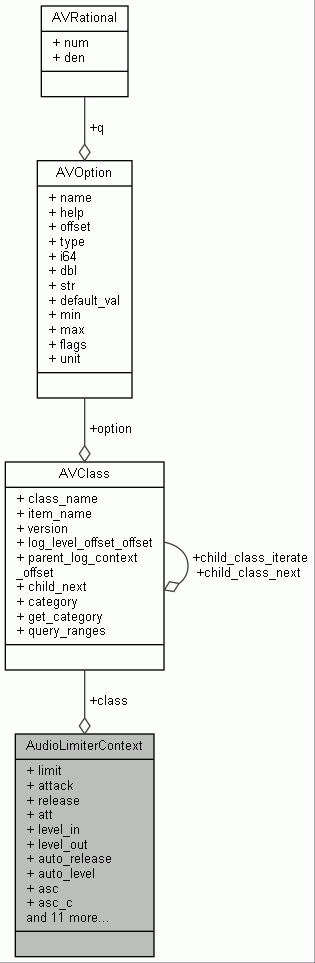 AVRational
+ num
+ den
+q
AVOption
+ name
+ help
+ offset
+ type
+ i64
+ dbl
+ str
+ default_val
+ min
+ max
+ flags
+ unit
+option
AVClass
+ class_name
+ item_name
+ version
+ log_level_offset_offset
+ parent_log_context
_offset
+ child_next
+ category
+ get_category
+ query_ranges
+child_class_iterate
+child_class_next
+class
AudioLimiterContext
+ limit
+ attack
+ release
+ att
+ level_in
+ level_out
+ auto_release
+ auto_level
+ asc
+ asc_c
and 11 more...